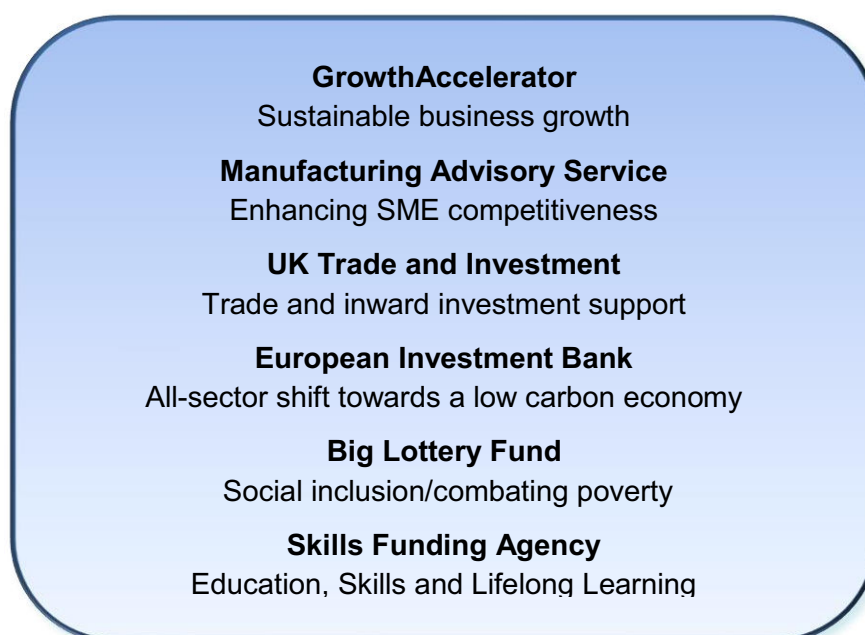 GrowthAccelerator
Sustainable business growth
Manufacturing Advisory Service
Enhancing SME competitiveness
UK Trade and Investment
Trade and inward investment support
European Investment Bank
All-sector shift towards a low carbon economy
Big Lottery Fund
Social inclusion/combating poverty
Skills Funding Agency
Education, Skills and Lifelong Learning